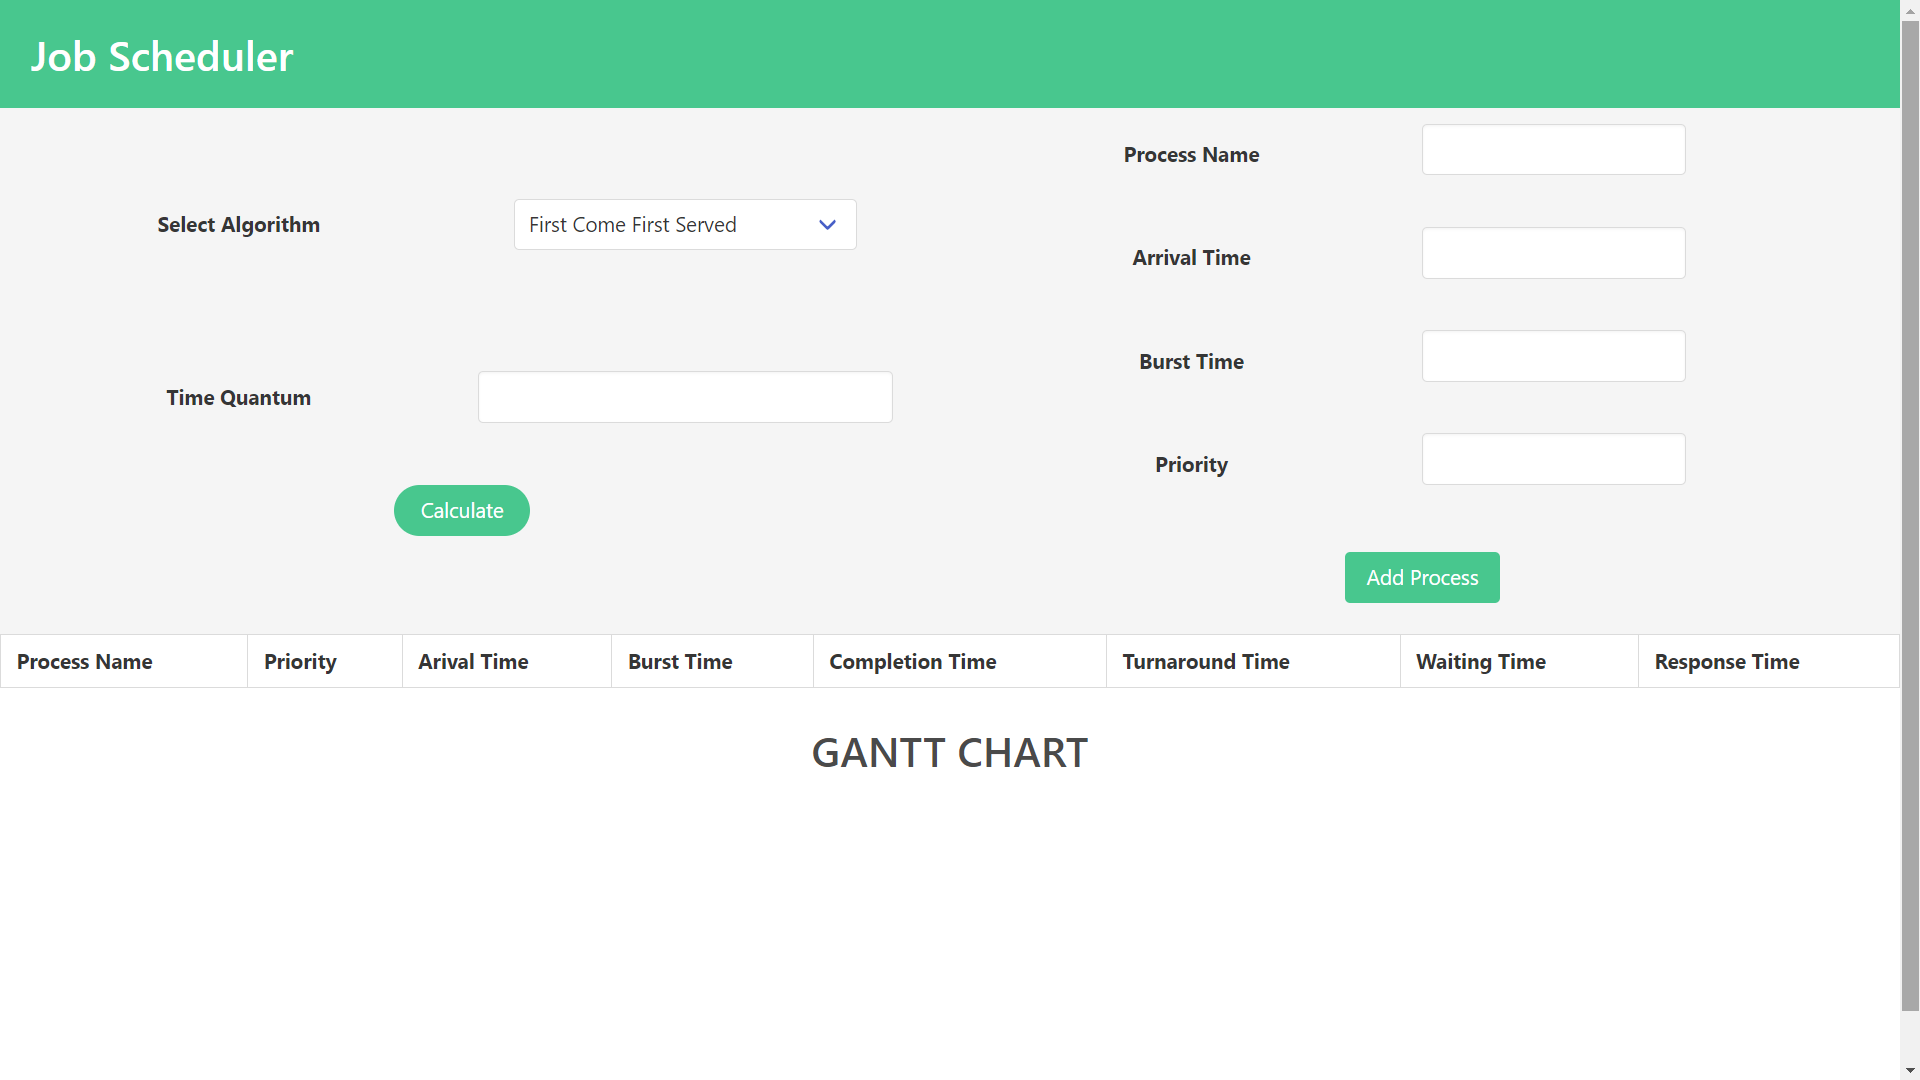 Job Scheduler
Select Algorithm
First Come First Served
Time Quantum
Calculate
Process Name
Arrival Time
Burst Time
Priority
Add Process
Process Name Priority Arival Time Burst Time Completion Time Turnaround Time Waiting Time Response Time
GANTT CHART